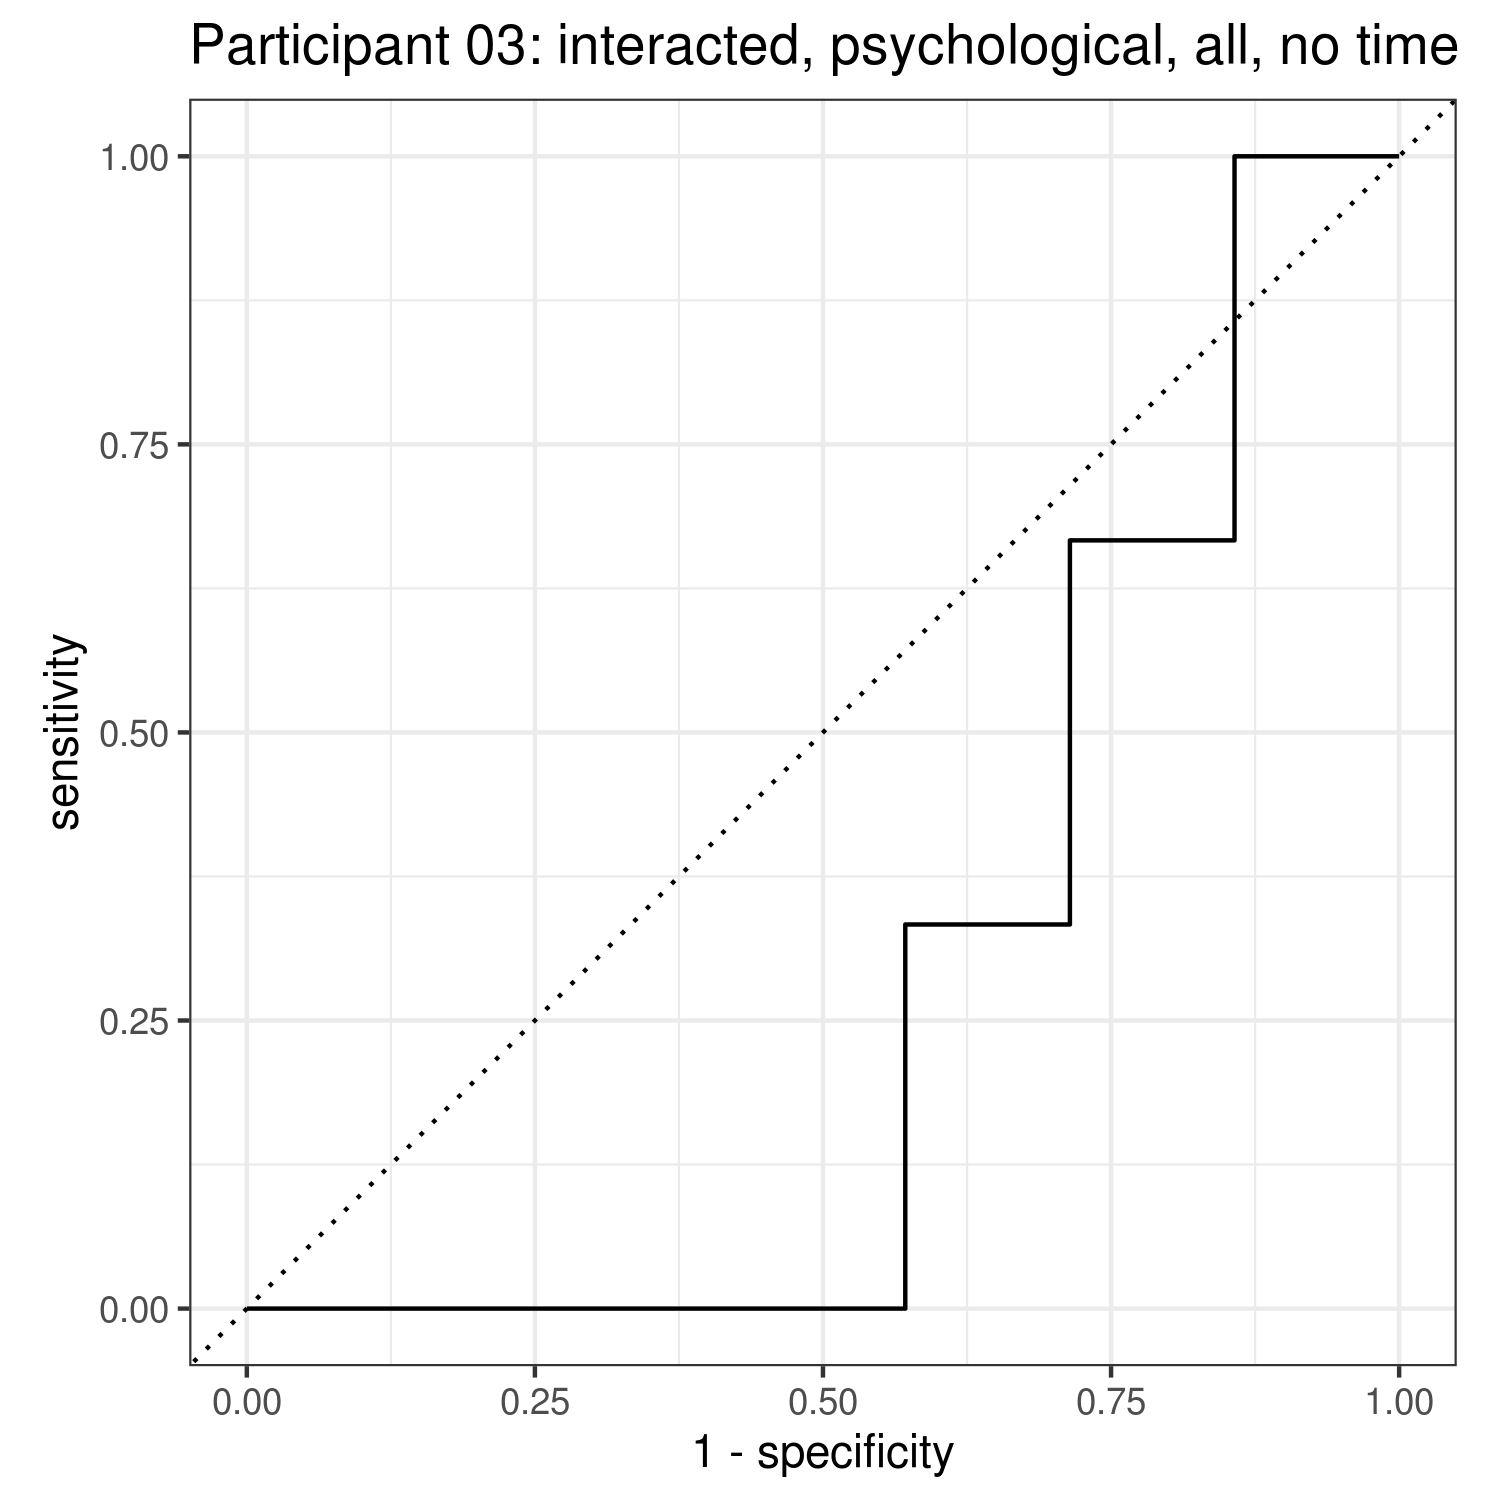 Participant 03: interacted, psychological, all, no time
1.00
0.75
0.50
0.25
0.00
sensitivity
0.00 0.25 0.50 0.75 1.00
1 - specificity